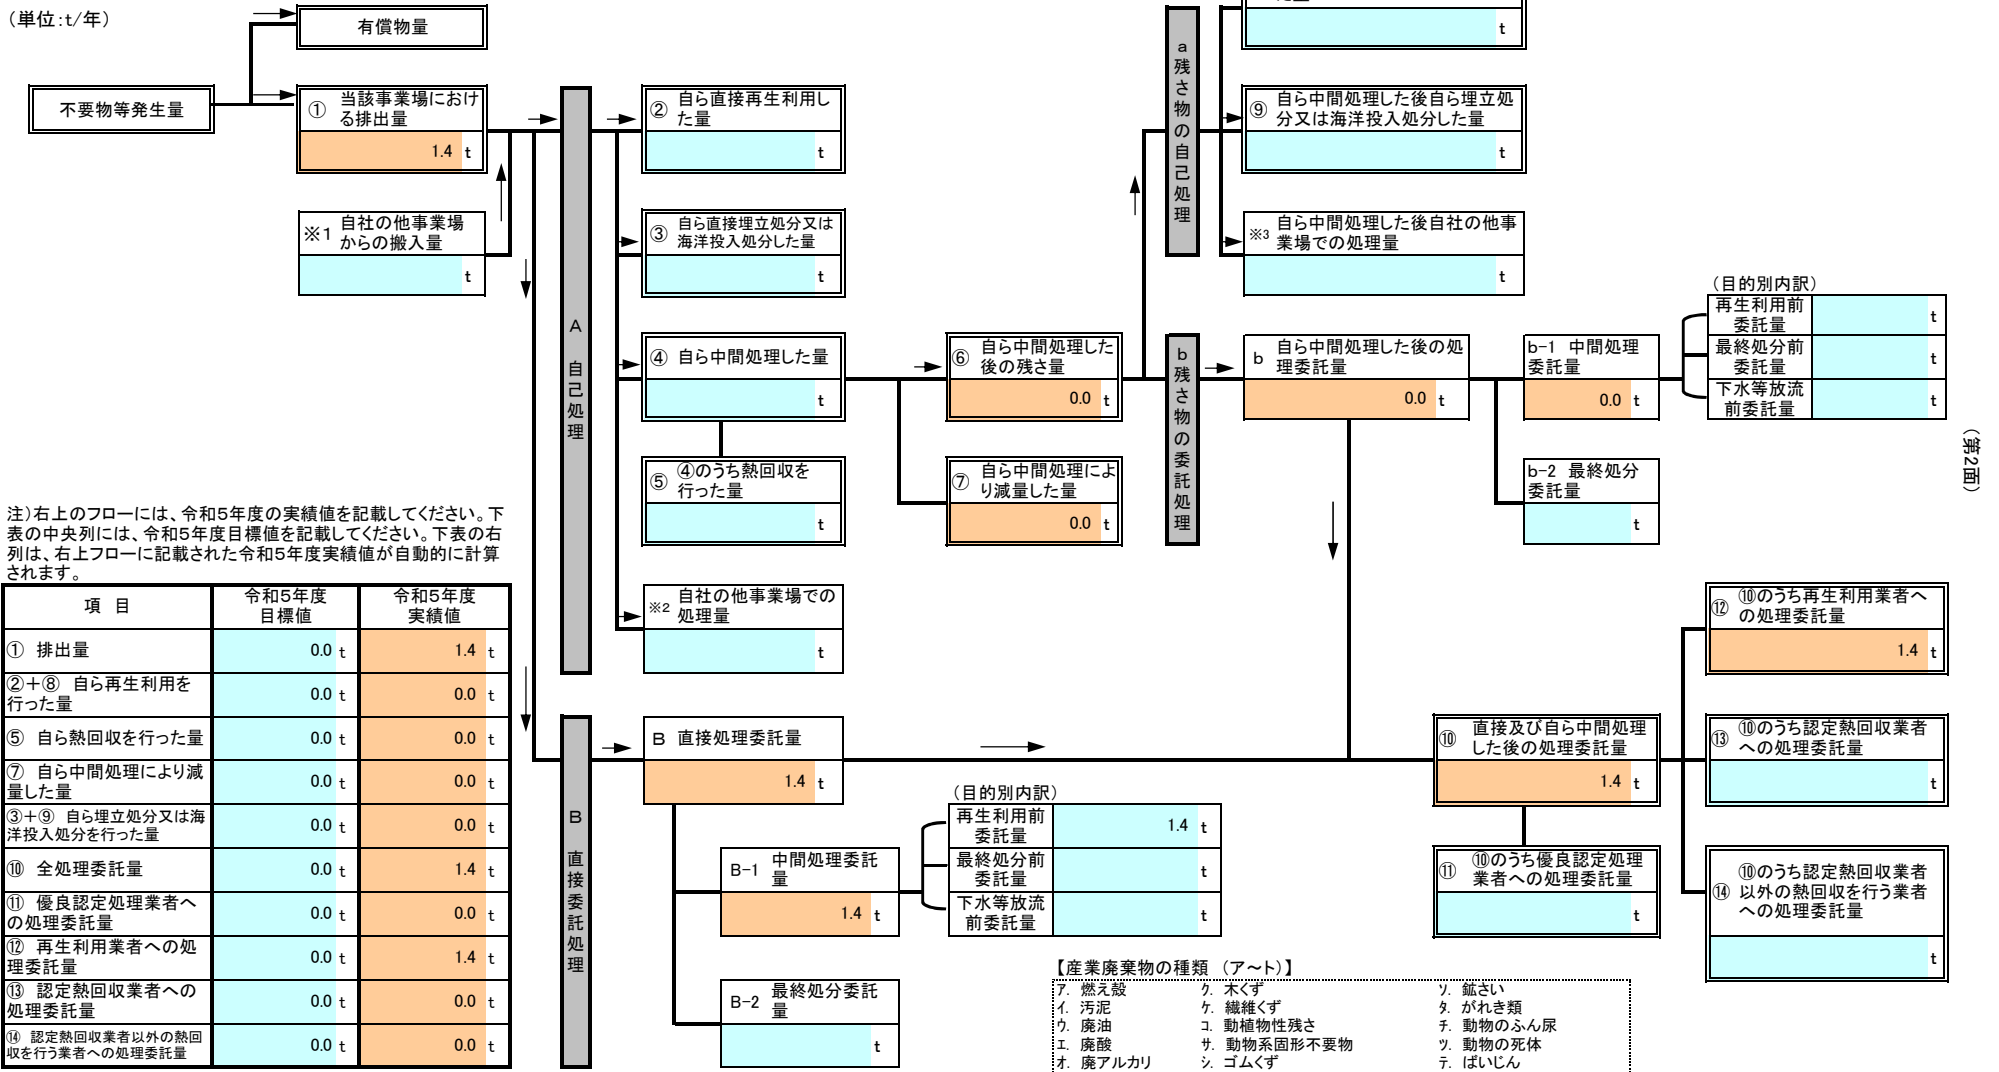 （単位：t/年）
有償物量
t
不要物等発生量
① 当該事業場におけ
る排出量
1.4 t
※1 自社の他事業場
からの搬入量
t
A 自己処理
② 自ら直接再生利用し
た量
t
③ 自ら直接埋立処分又は
海洋投入処分した量
t
④ 自ら中間処理した量
t
⑤ ④のうち熱回収を
行った量
t
※2 自社の他事業場での
処理量
t
⑥ 自ら中間処理した
後の残さ量
0.0 t
⑦ 自ら中間処理によ
り減量した量
0.0 t
a 残さ物の自己処理
⑨ 自ら中間処理した後自ら埋立処
分又は海洋投入処分した量
t
※3 自ら中間処理した後自社の他事
業場での処理量
t
b 残さ物の委託処理
b 自ら中間処理した後の処
理委託量
0.0 t
b-1 中間処理
委託量
0.0 t
b-2 最終処分
委託量
t
（目的別内訳）
再生利用前
委託量 t
最終処分前
委託量 t
下水等放流
前委託量 t
（第2面）
注）右上のフローには、令和5年度の実績値を記載してください。下
表の中央列には、令和5年度目標値を記載してください。下表の右
列は、右上フローに記載された令和5年度実績値が自動的に計算
されます。
項 目 令和5年度 目標値 令和5年度 実績値
① 排出量 0.0 t 1.4 t
②＋⑧ 自ら再生利用を
行った量 0.0 t 0.0 t
⑤ 自ら熱回収を行った量 0.0 t 0.0 t
⑦ 自ら中間処理により減
量した量 0.0 t 0.0 t
③＋⑨ 自ら埋立処分又は海
洋投入処分を行った量 0.0 t 0.0 t
⑩ 全処理委託量 0.0 t 1.4 t
⑪ 優良認定処理業者へ
の処理委託量 0.0 t 0.0 t
⑫ 再生利用業者への処
理委託量 0.0 t 1.4 t
⑬ 認定熱回収業者への
処理委託量 0.0 t 0.0 t
⑭ 認定熱回収業者以外の熱回
収を行う業者への処理委託量 0.0 t 0.0 t
B 直接委託処理
B 直接処理委託量
1.4 t
B-1 中間処理委託
量
1.4 t
B-2 最終処分委託
量
t
（目的別内訳）
再生利用前
委託量 1.4 t
最終処分前
委託量 t
下水等放流
前委託量 t
⑩ 直接及び自ら中間処理
した後の処理委託量
1.4 t
⑪ ⑩のうち優良認定処理
業者への処理委託量
t
⑫ ⑩のうち再生利用業者へ
の処理委託量
1.4 t
⑬ ⑩のうち認定熱回収業者
への処理委託量
t
⑭ ⑩のうち認定熱回収業者
以外の熱回収を行う業者
への処理委託量
t
【産業廃棄物の種類 （ア～ト）】
ア. 燃え殻 ク. 木くず ソ. 鉱さい
イ. 汚泥 ケ. 繊維くず タ. がれき類
ウ. 廃油 コ. 動植物性残さ チ. 動物のふん尿
エ. 廃酸 サ. 動物系固形不要物 ツ. 動物の死体
オ. 廃アルカリ シ. ゴムくず テ. ばいじん